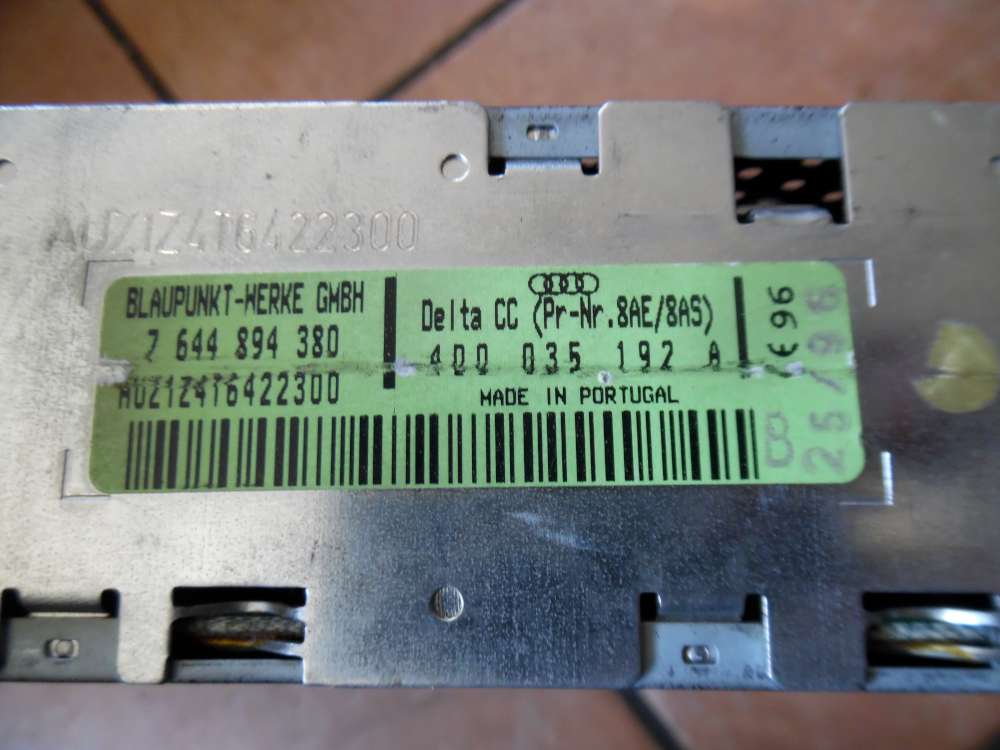 AUZ1Z4T6422300
BLAUPUNKT-WERKE GMBH
7 644 894 380
AUZ1Z4T6422300
Delta CC (Pr-Nr.8AE/8AS)
4D0 035 192 A
MADE IN PORTUGAL
CE 96
B
25/96